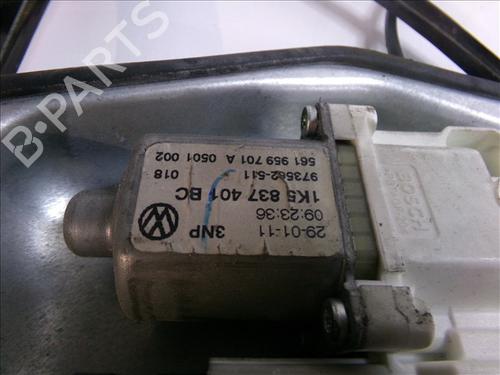 3NP
29-01-11
09:23:36
1K5 837 401 BC
973562-511
018
561 959 701 A 0501 002
BOSCH
B-PARTS